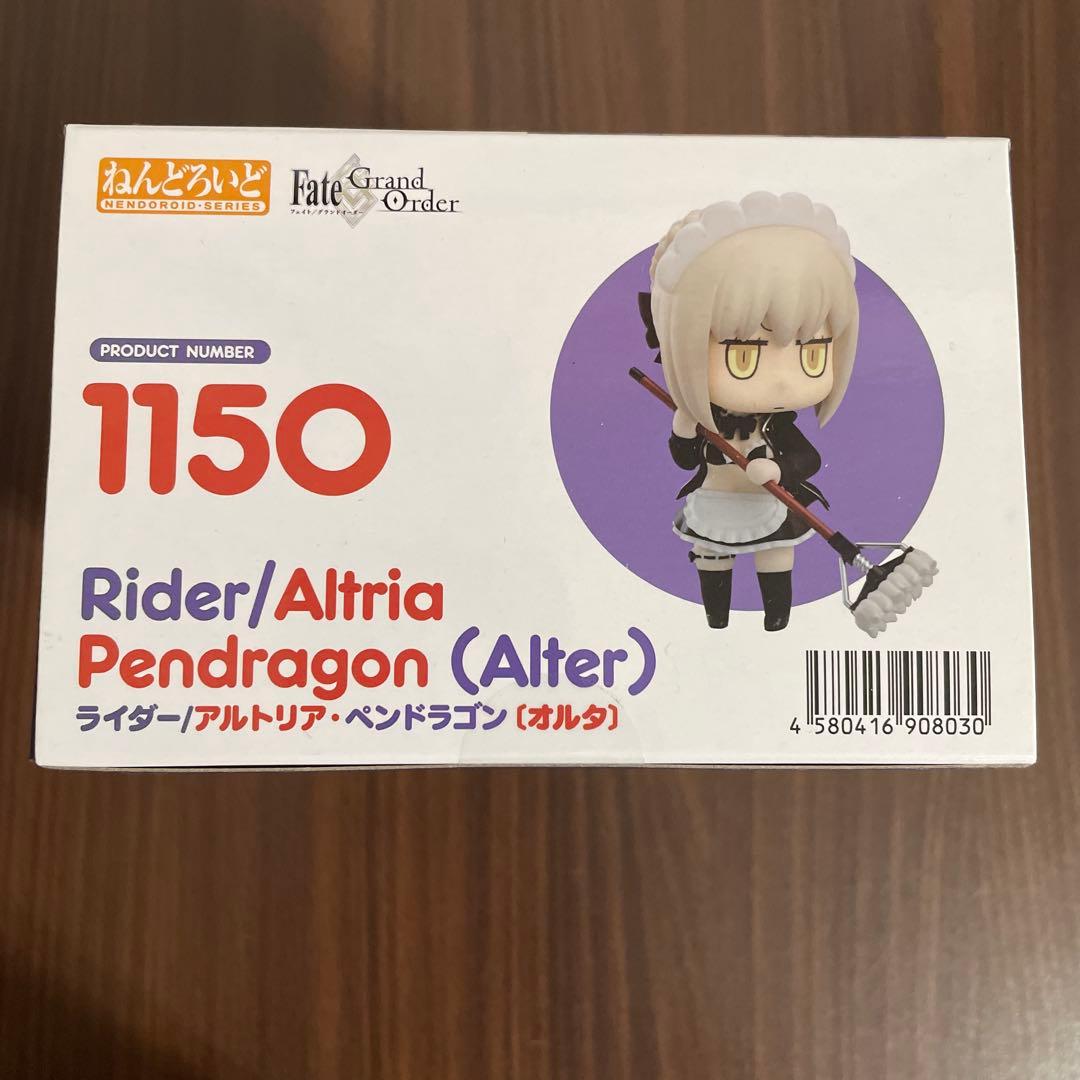 ねんどろいど
NENDOROID・SERIES
Fate Grand Order
フェイト/グランドオーダー
PRODUCT NUMBER
1150
Rider/Altria
Pendragon (Alter)
ライダー/アルトリア・ペンドラゴン〔オルタ〕
4 580416 908030